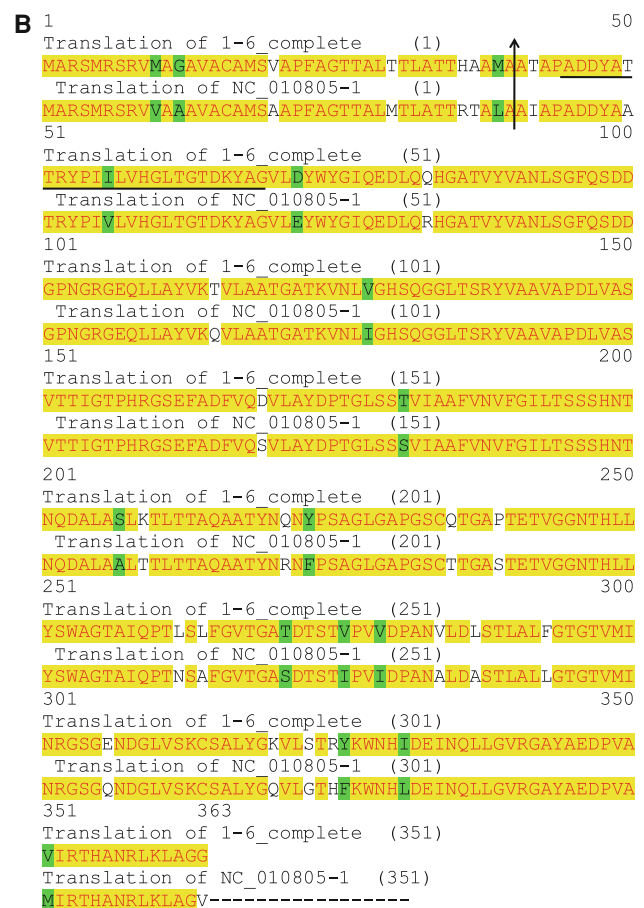 B
1 50
Translation of 1-6_complete (1)
MARSMRSRVMAGAVACAMSVAPFAGTTALTTLATTHAAMAATAPADDYAT
Translation of NC_010805-1 (1)
MARSMRSRVVAAAVACAMSAAPFAGTTALMTLATTRTALAAIAPADDYAA
51 100
Translation of 1-6_complete (51)
TRYPIILVHGLTGTDKYAGVLDYWYGIQEDLQQHGATVYVANLSGFQSDD
Translation of NC_010805-1 (51)
TRYPIVLVHGLTGTDKYAGVLEYWYGIQEDLQRHGATVYVANLSGFQSDD
101 150
Translation of 1-6_complete (101)
GPNGRGEQLLAYVKTVLAATGATKVNLVGHSQGGLTSRYVAAVAPDLVAS
Translation of NC_010805-1 (101)
GPNGRGEQLLAYVKQVLAATGATKVNLIGHSQGGLTSRYVAAVAPDLVAS
151 200
Translation of 1-6_complete (151)
VTTIGTPHRGSEFADFVQDVLAYDPTGLSSTVIAAFVNVFGILTSSSHNT
Translation of NC_010805-1 (151)
VTTIGTPHRGSEFADFVQSVLAYDPTGLSSSVIAAFVNVFGILTSSSHNT
201 250
Translation of 1-6_complete (201)
NQDALASLKTLTTAQAATYNQNYPSAGLGAPGSCQTGAPTETVGGNTHLL
Translation of NC_010805-1 (201)
NQDALAALTTLTTAQAATYNRNFPSAGLGAPGSCTTGASTETVGGNTHLL
251 300
Translation of 1-6_complete (251)
YSWAGTAIQPTLSLFGVTGATDTSTVPVVDPANVLDLSTLALFGTGTVMI
Translation of NC_010805-1 (251)
YSWAGTAIQPTNSAFGVTGASDTSTIPVIDPANALDASTLALLGTGTVMI
301 350
Translation of 1-6_complete (301)
NRGSGENDGLVSKCSALYGKVLSTRYKWNHIDEINQLLGVRGAYAEDPVA
Translation of NC_010805-1 (301)
NRGSGQNDGLVSKCSALYGQVLGTHFKWNHLDEINQLLGVRGAYAEDPVA
351 363
Translation of 1-6_complete (351)
VIRTHANRLKLAGG
Translation of NC_010805-1 (351)
MIRTHANRLKLAGV-----------------